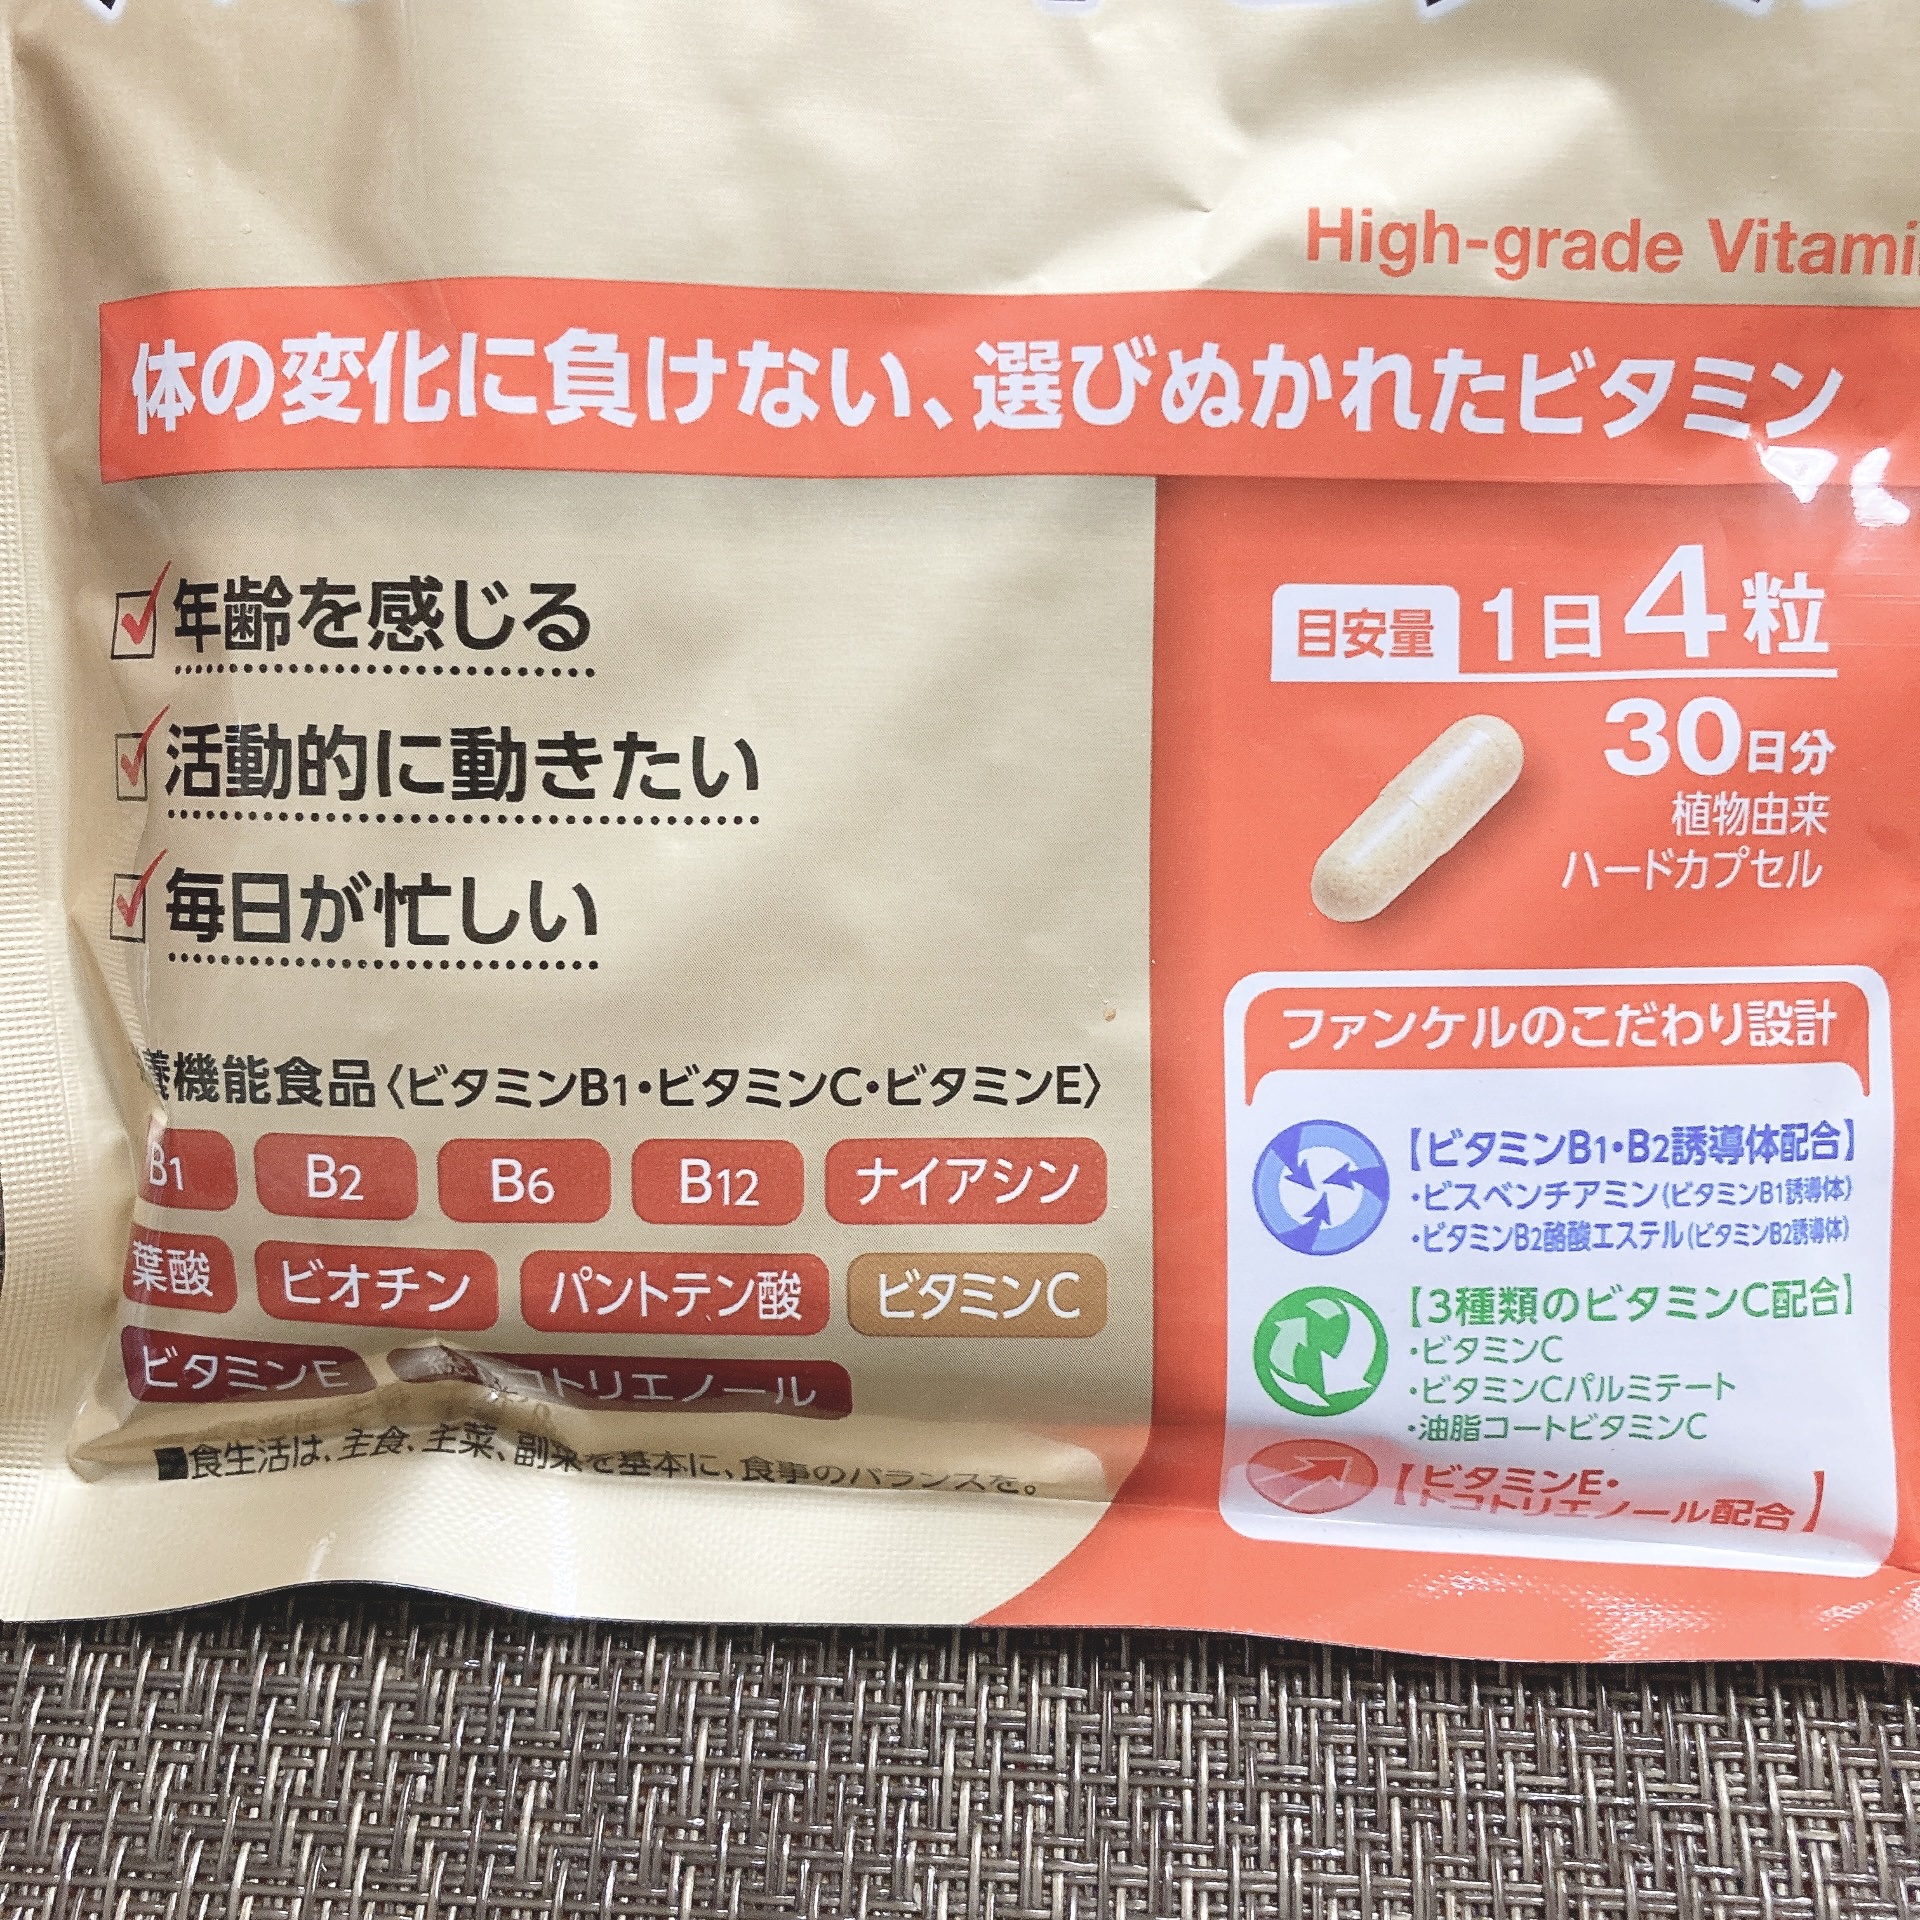 High-grade Vitami
体の変化に負けない、選びぬかれたビタミン
年齢を感じる
活動的に動きたい
毎日が忙しい
養機能食品〈ビタミンB1・ビタミンC・ビタミンE〉
B1 B2 B6 B12 ナイアシン
葉酸 ビオチン パントテン酸 ビタミンC
ビタミンE トコトリエノール
■食生活は、主食、主菜、副菜を基本に、食事のバランスを。
目安量 1日4粒
30日分
植物由来
ハードカプセル
ファンケルのこだわり設計
【ビタミンB1・B2誘導体配合】
・ビスベンチアミン(ビタミンB1誘導体)
・ビタミンB2酪酸エステル(ビタミンB2誘導体)
【3種類のビタミンC配合】
・ビタミンC
・ビタミンCパルミテート
・油脂コートビタミンC
【ビタミンE・
トコトリエノール配合】